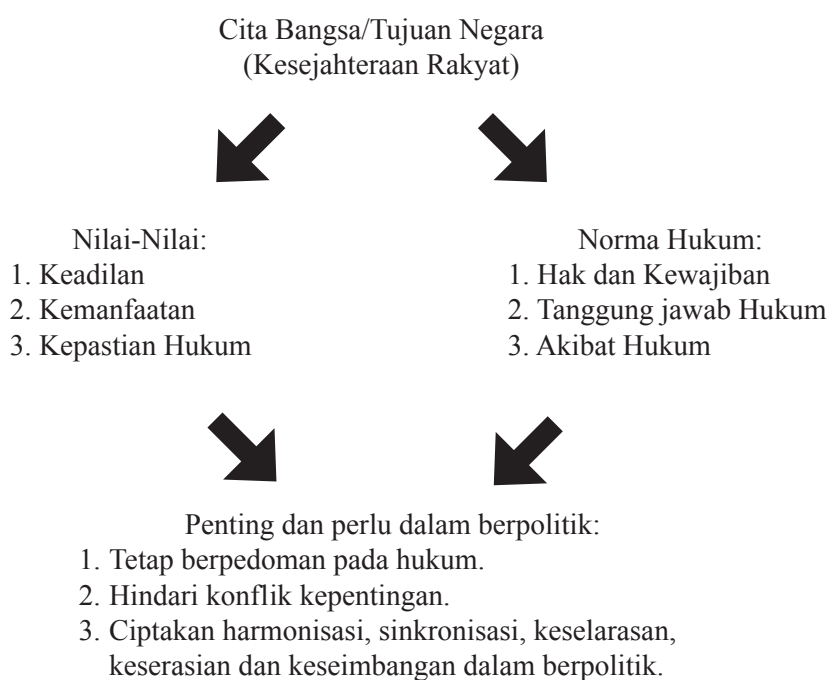 Cita Bangsa/Tujuan Negara
(Kesejahteraan Rakyat)
Nilai-Nilai:
1. Keadilan
2. Kemanfaatan
3. Kepastian Hukum
Norma Hukum:
1. Hak dan Kewajiban
2. Tanggung jawab Hukum
3. Akibat Hukum
Penting dan perlu dalam berpolitik:
1. Tetap berpedoman pada hukum.
2. Hindari konflik kepentingan.
3. Ciptakan harmonisasi, sinkronisasi, keselarasan,
keserasian dan keseimbangan dalam berpolitik.